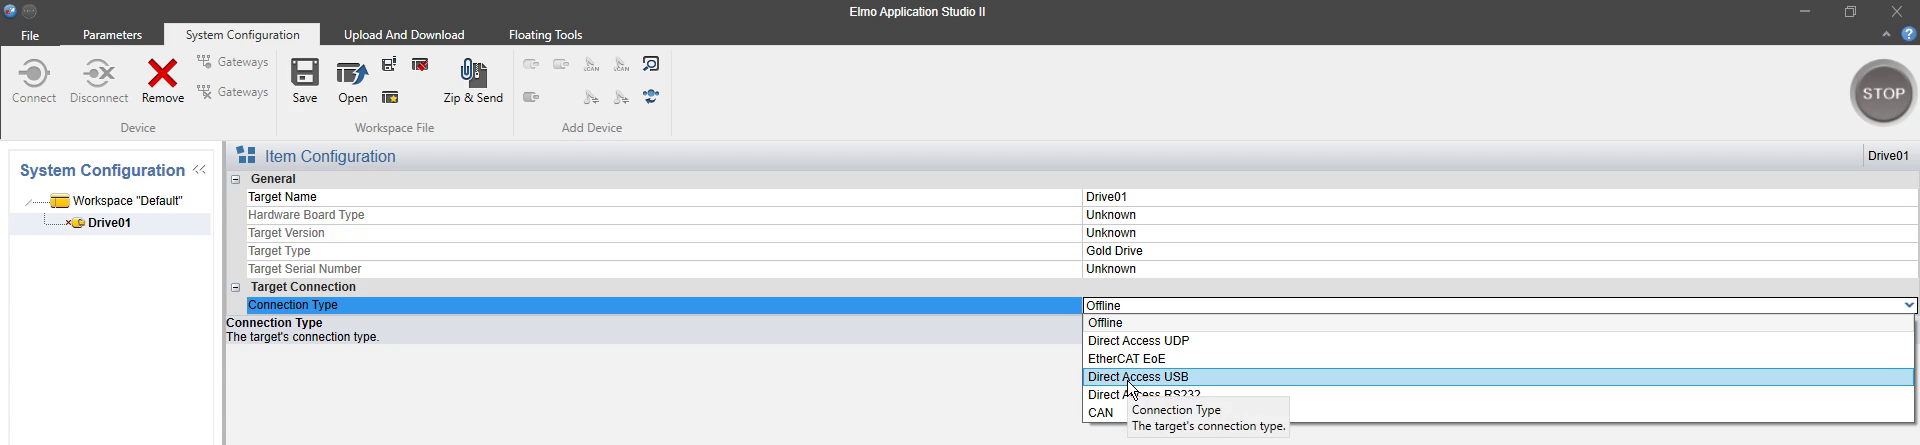 Elmo Application Studio II
File Parameters System Configuration Upload And Download Floating Tools
Connect Disconnect Remove Gateways Gateways Save Open Zip & Send
Device Workspace File Add Device
STOP
System Configuration
Workspace "Default"
Drive01
Item Configuration Drive01
General
Target Name Drive01
Hardware Board Type Unknown
Target Version Unknown
Target Type Gold Drive
Target Serial Number Unknown
Target Connection
Connection Type Offline
Connection Type
The target's connection type.
Offline
Direct Access UDP
EtherCAT EoE
Direct Access USB
Direct Access RS232
CAN
Connection Type
The target's connection type.